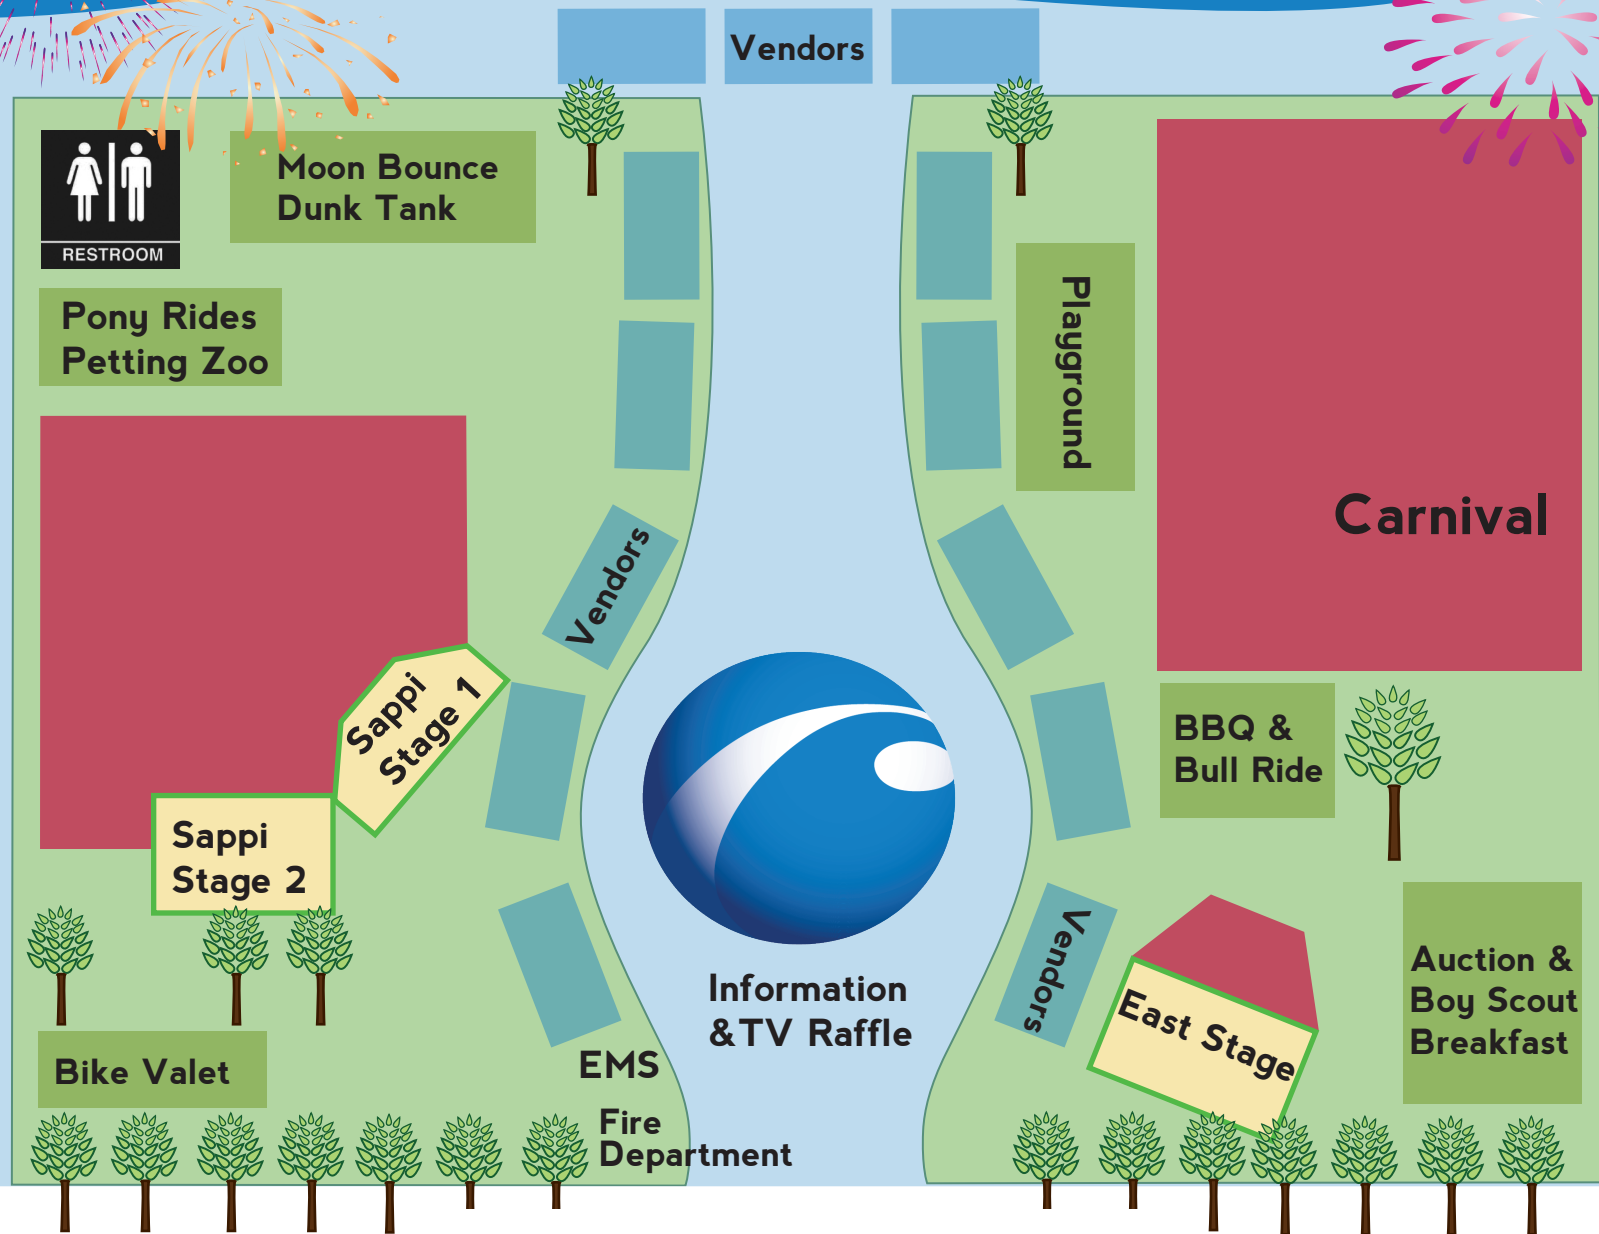 Vendors
RESTROOM
Moon Bounce
Dunk Tank
Pony Rides
Petting Zoo
Playground
Carnival
Vendors
Sappi
Stage 1
Sappi
Stage 2
BBQ &
Bull Ride
Vendors
East Stage
Auction &
Boy Scout
Breakfast
Information
&TV Raffle
EMS
Bike Valet
Fire
Department